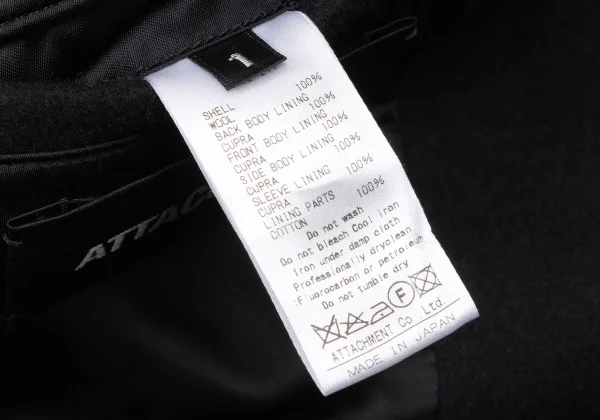 1
SHELL
WOOL 100%
BACK BODY LINING
CUPRA 100%
FRONT BODY LINING
CUPRA 100%
SIDE BODY LINING
CUPRA 100%
SLEEVE LINING
CUPRA 100%
LINING PARTS
COTTON 100%
Do not wash
Do not bleach Cool iron
iron under damp cloth
Professionally dryclean
:Fluorocarbon or petroleum
Do not tumble dry
F
ATTACHMENT Co.,Ltd.
MADE IN JAPAN
ATTAC